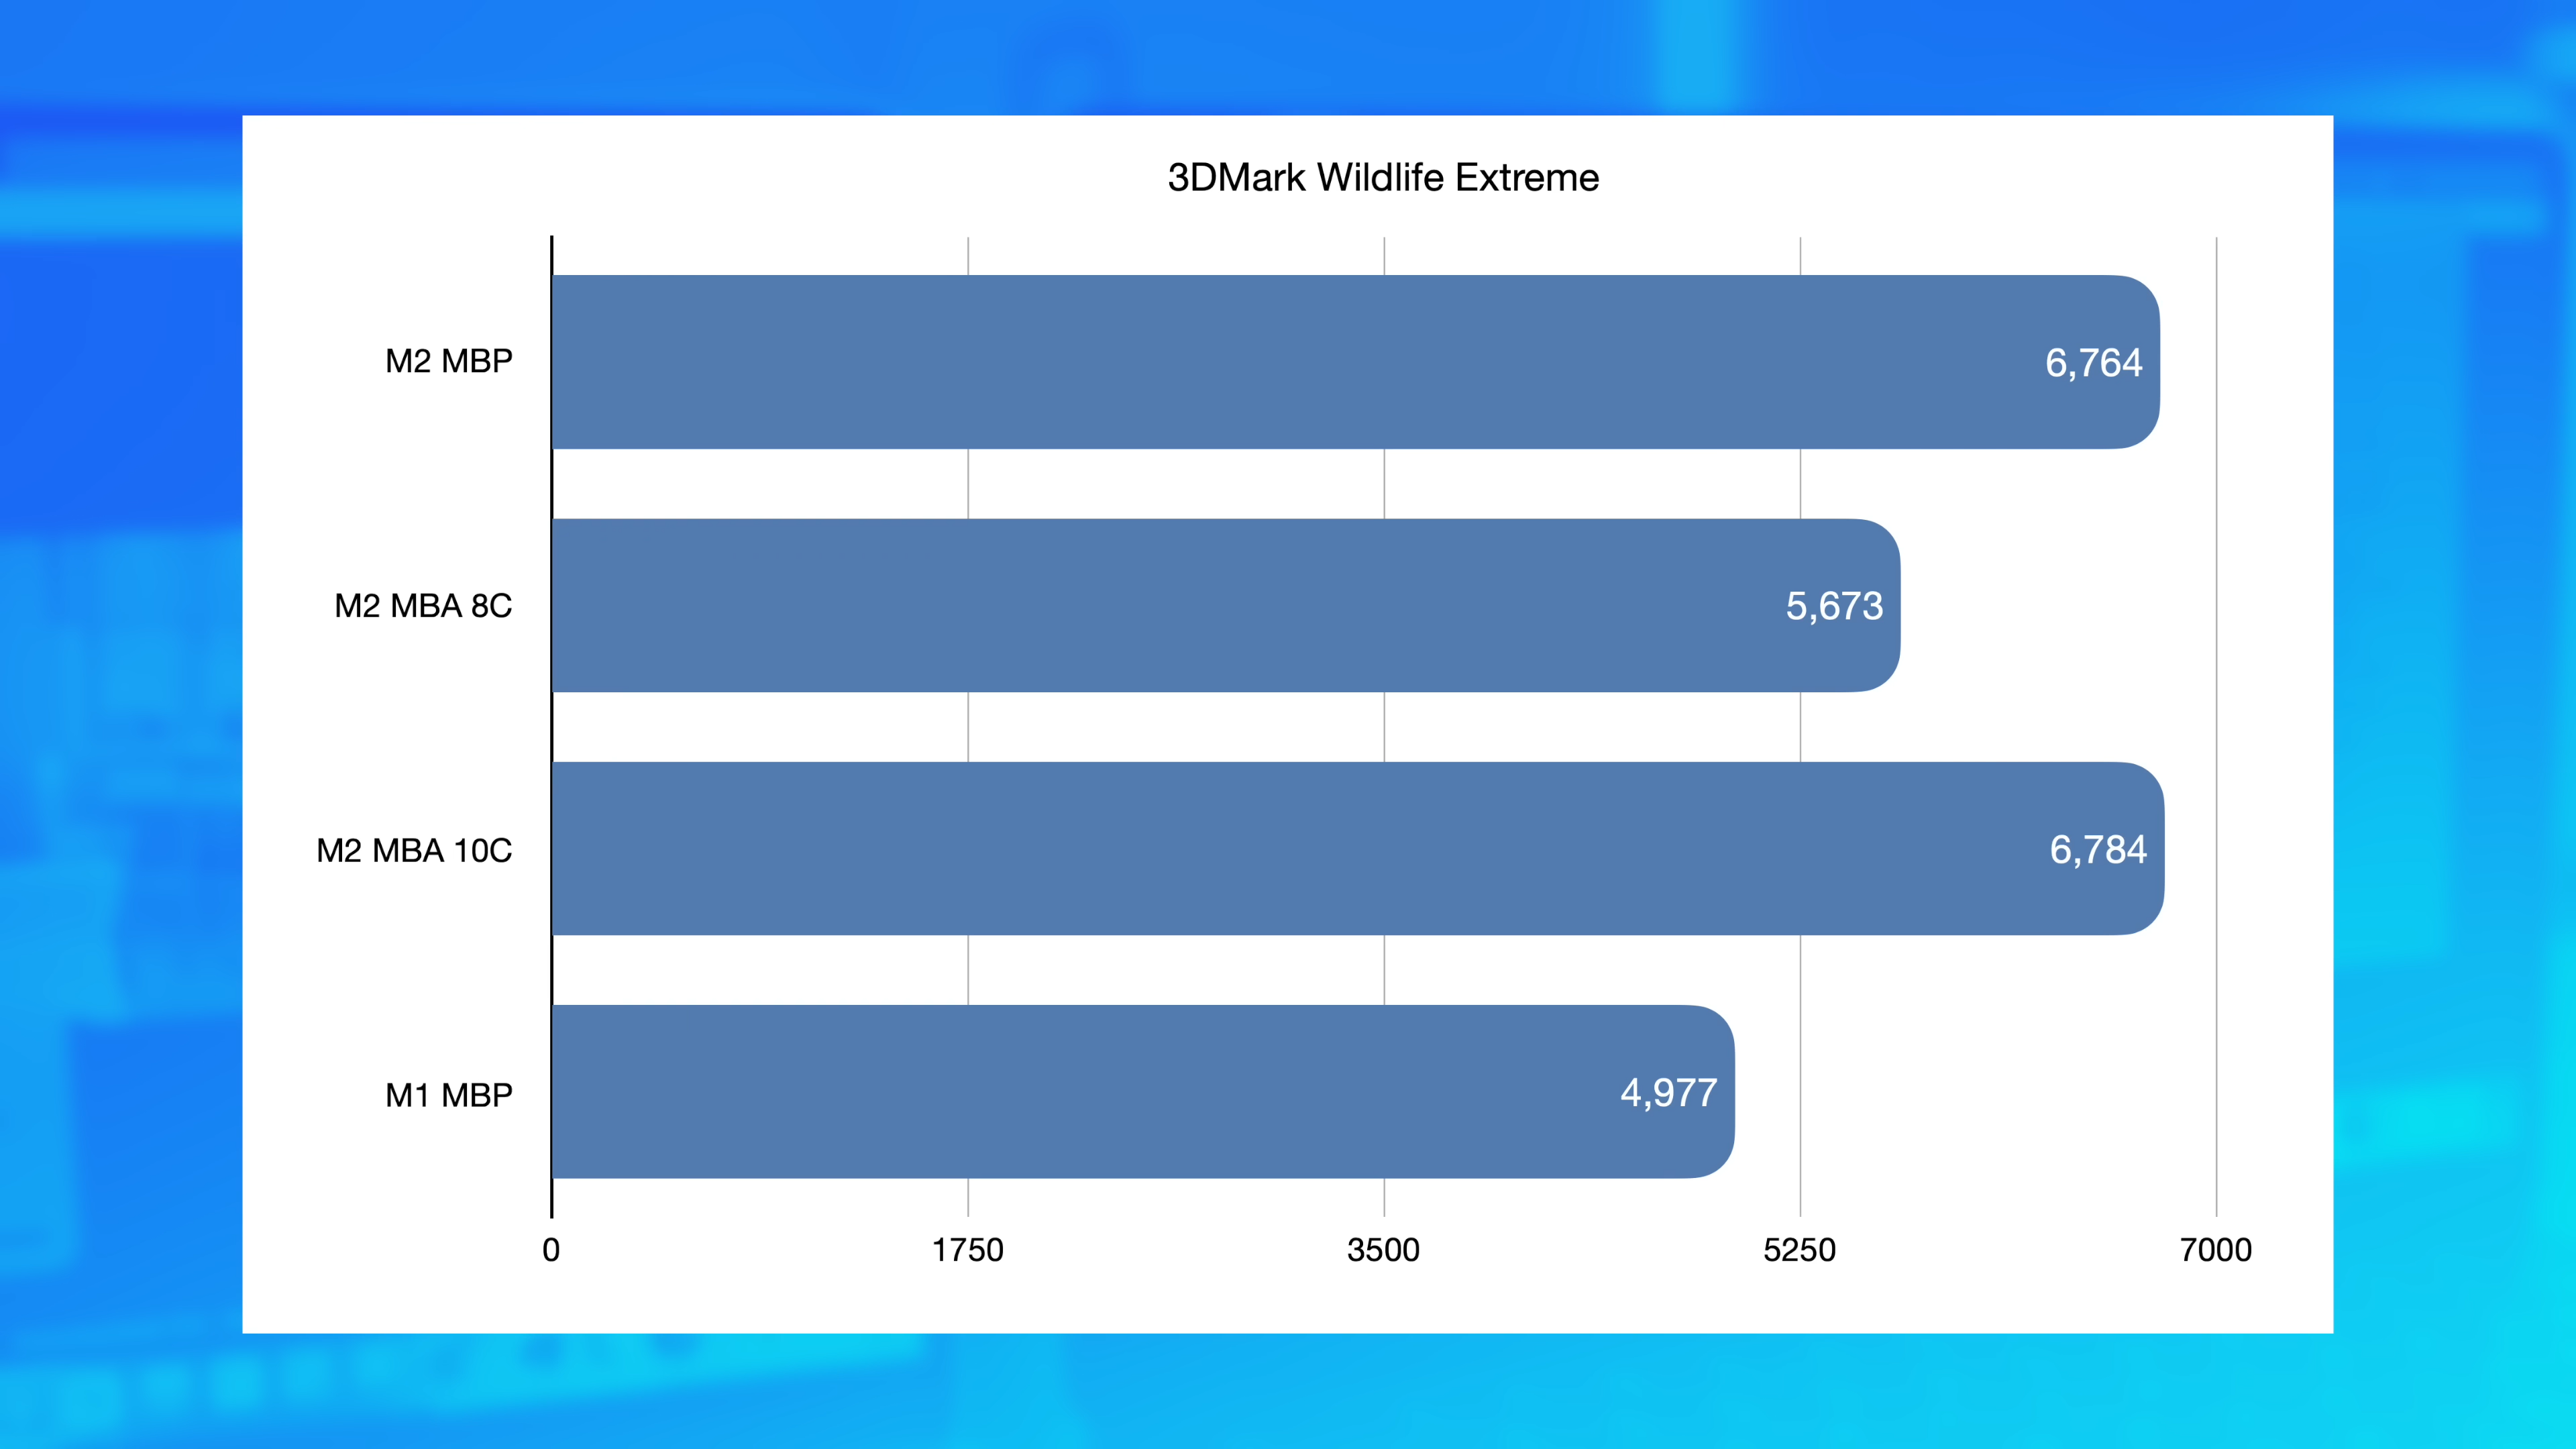 3DMark Wildlife Extreme
M2 MBP
6,764
M2 MBA 8C
5,673
M2 MBA 10C
6,784
M1 MBP
4,977
0 1750 3500 5250 7000